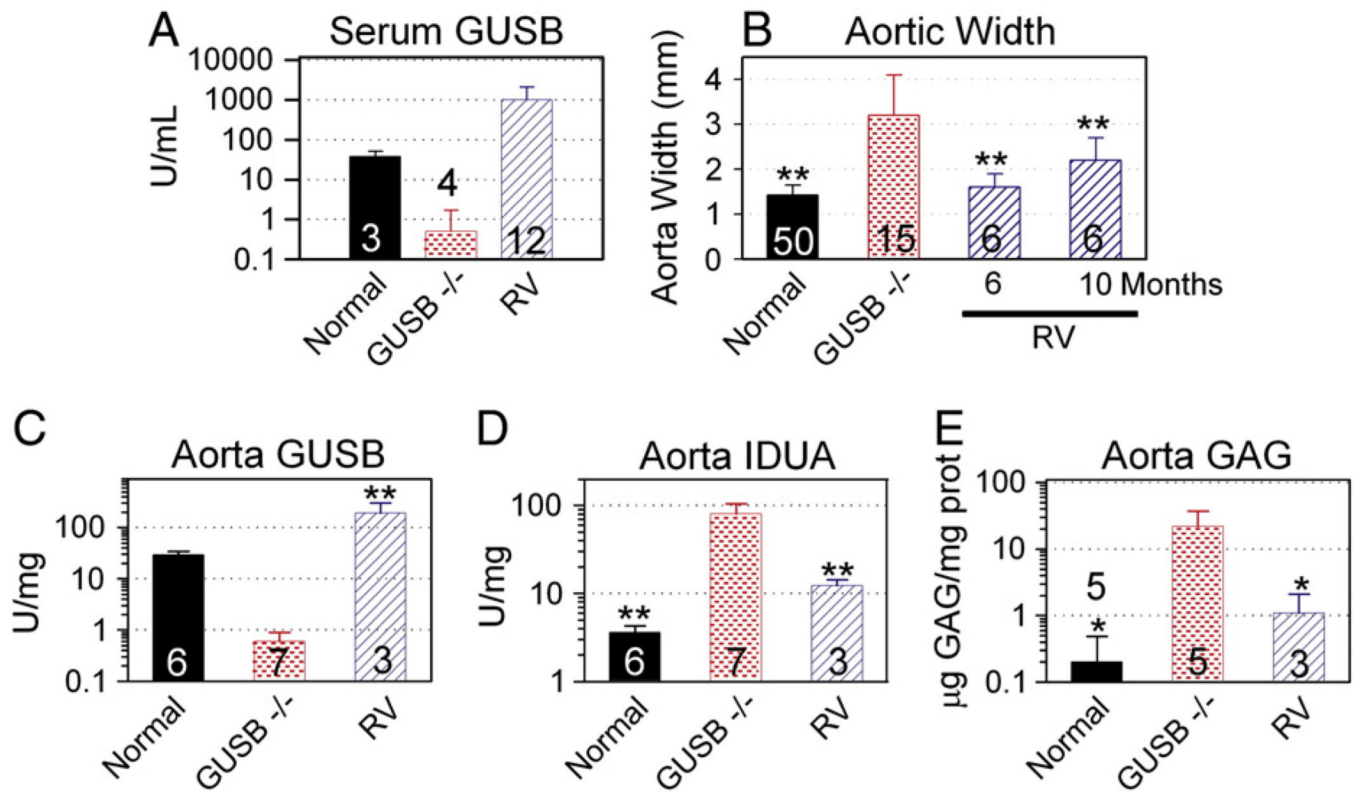 A Serum GUSB
U/mL
10000
1000
100
10
1
0.1
3
4
12
Normal
GUSB -/-
RV
B Aortic Width
Aorta Width (mm)
4
3
2
1
0
**
**
**
50
15
6
6
Normal
GUSB -/-
6
10 Months
RV
C Aorta GUSB
U/mg
100
10
1
0.1
**
6
7
3
Normal
GUSB -/-
RV
D Aorta IDUA
U/mg
100
10
1
**
**
6
7
3
Normal
GUSB -/-
RV
E Aorta GAG
µg GAG/mg prot
100
10
1
0.1
5
*
*
5
3
Normal
GUSB -/-
RV